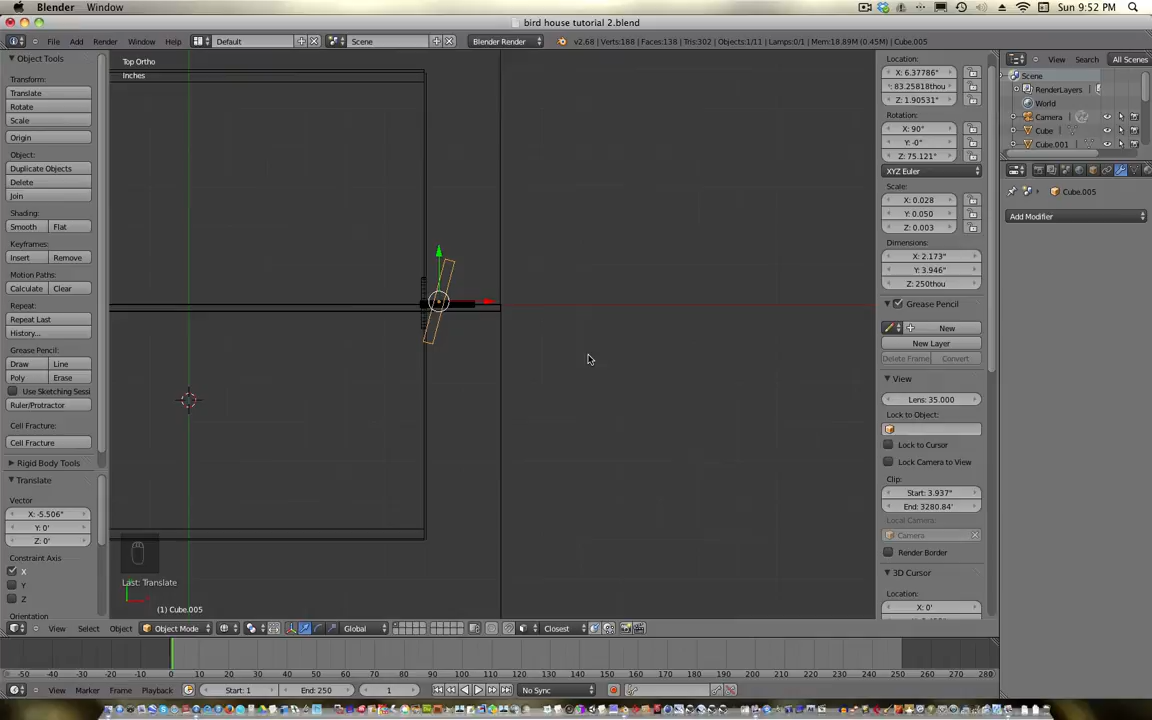 Blender Window
Sun 9:52 PM
bird house tutorial 2.blend
File Add Render Window Help
Default
Scene
Blender Render
v2.68 | Verts:188 | Faces:138 | Tris:302 | Objects:1/11 | Lamps:0/1 | Mem:18.89M (0.45M) | Cube.005
View Search All Scenes
Object Tools
Transform:
Translate
Rotate
Scale
Origin
Object:
Duplicate Objects
Delete
Join
Shading:
Smooth Flat
Keyframes:
Insert Remove
Motion Paths:
Calculate Clear
Repeat:
Repeat Last
History...
Grease Pencil:
Draw Line
Poly Erase
Use Sketching Sessi
Ruler/Protractor
Cell Fracture:
Cell Fracture
Rigid Body Tools
Translate
Vector
X: -5.506"
Y: 0'
Z: 0'
Constraint Axis
X
Y
Z
Orientation
Top Ortho
Inches
Last: Translate
(1) Cube.005
Location:
X: 6.37786"
83.25818thou
Z: 1.90531"
Rotation:
X: 90°
Y: -0°
Z: 75.121°
XYZ Euler
Scale:
X: 0.028
Y: 0.050
Z: 0.003
Dimensions:
X: 2.173"
Y: 3.946"
Z: 250thou
Grease Pencil
New
New Layer
Delete Frame Convert
View
Lens: 35.000
Lock to Object:
Lock to Cursor
Lock Camera to View
Clip:
Start: 3.937"
End: 3280.84'
Local Camera:
Camera
Render Border
3D Cursor
X: 0'
Scene
RenderLayers
World
Camera
Cube
Cube.001
Cube.005
Add Modifier
View Select Object Object Mode Global Closest
0 10 20 30 40 50 60 70 80 90 100 110 120 130 140 150 160 170 180 190 200 210 220 230 240 250 260 270 280
View Marker Frame Playback Start: 1 End: 250 1 No Sync